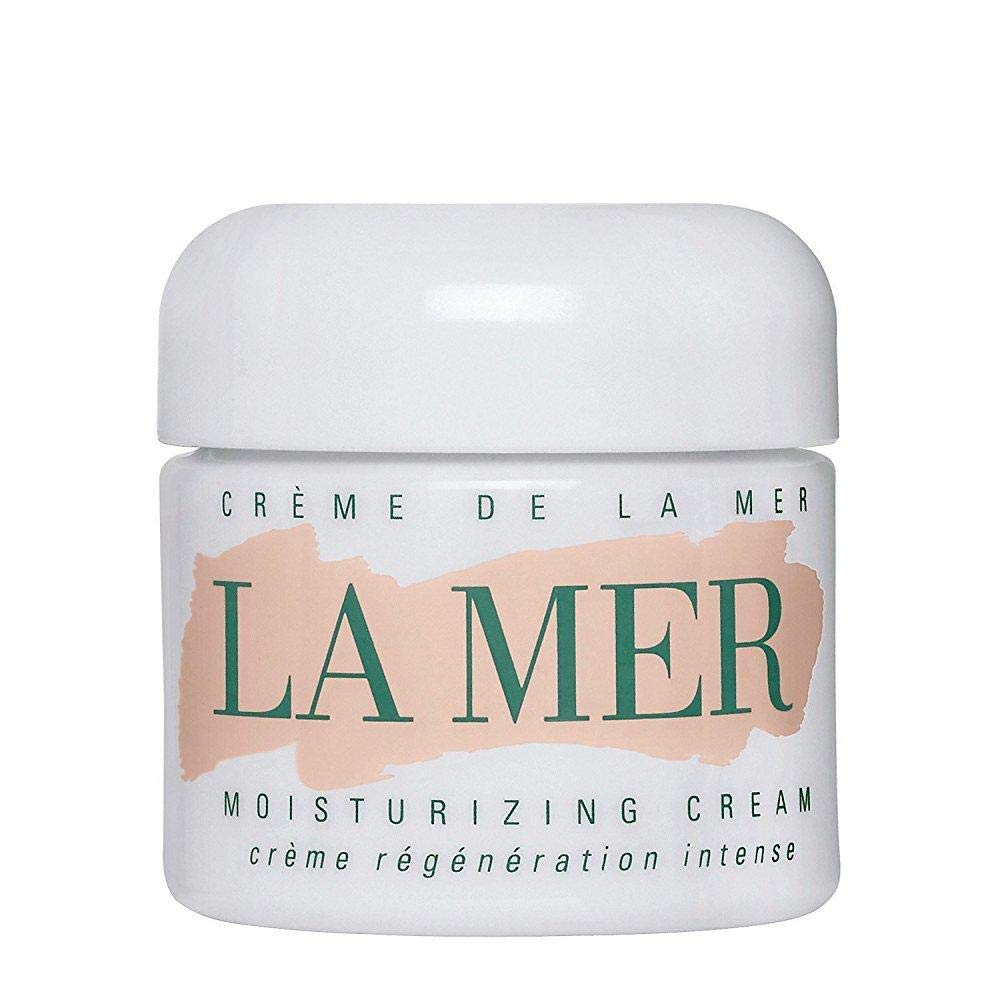 CRÈME DE LA MER
LA MER
MOISTURIZING CREAM
crème régénération intense